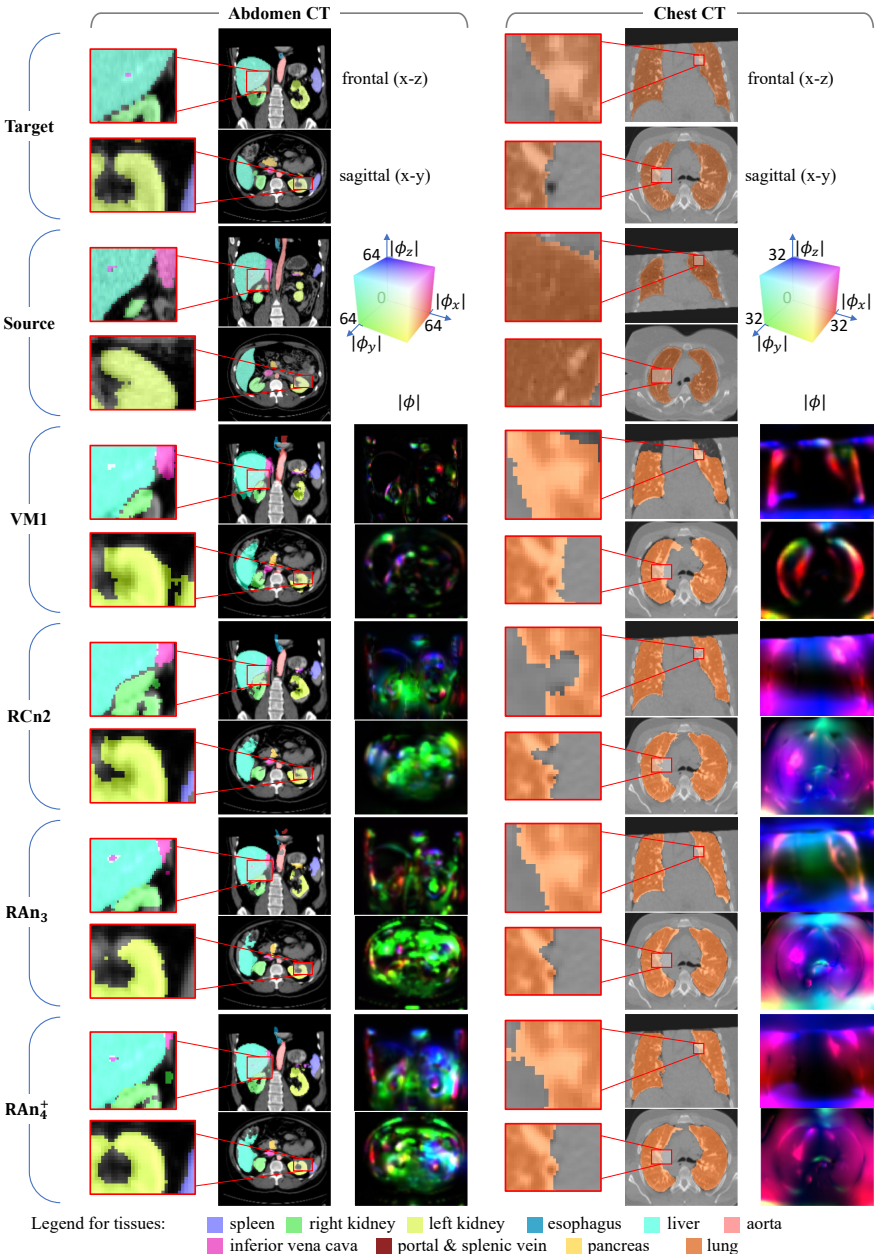 Abdomen CT
Chest CT
Target
frontal (x-z)
frontal (x-z)
sagittal (x-y)
sagittal (x-y)
Source
64
|ϕz|
0
|ϕx|
64
|ϕy|
64
|ϕ|
32
|ϕz|
0
|ϕx|
32
|ϕy|
32
|ϕ|
VM1
RCn2
RAn₃
RAn₄⁺
Legend for tissues:
spleen
right kidney
left kidney
esophagus
liver
aorta
inferior vena cava
portal & splenic vein
pancreas
lung